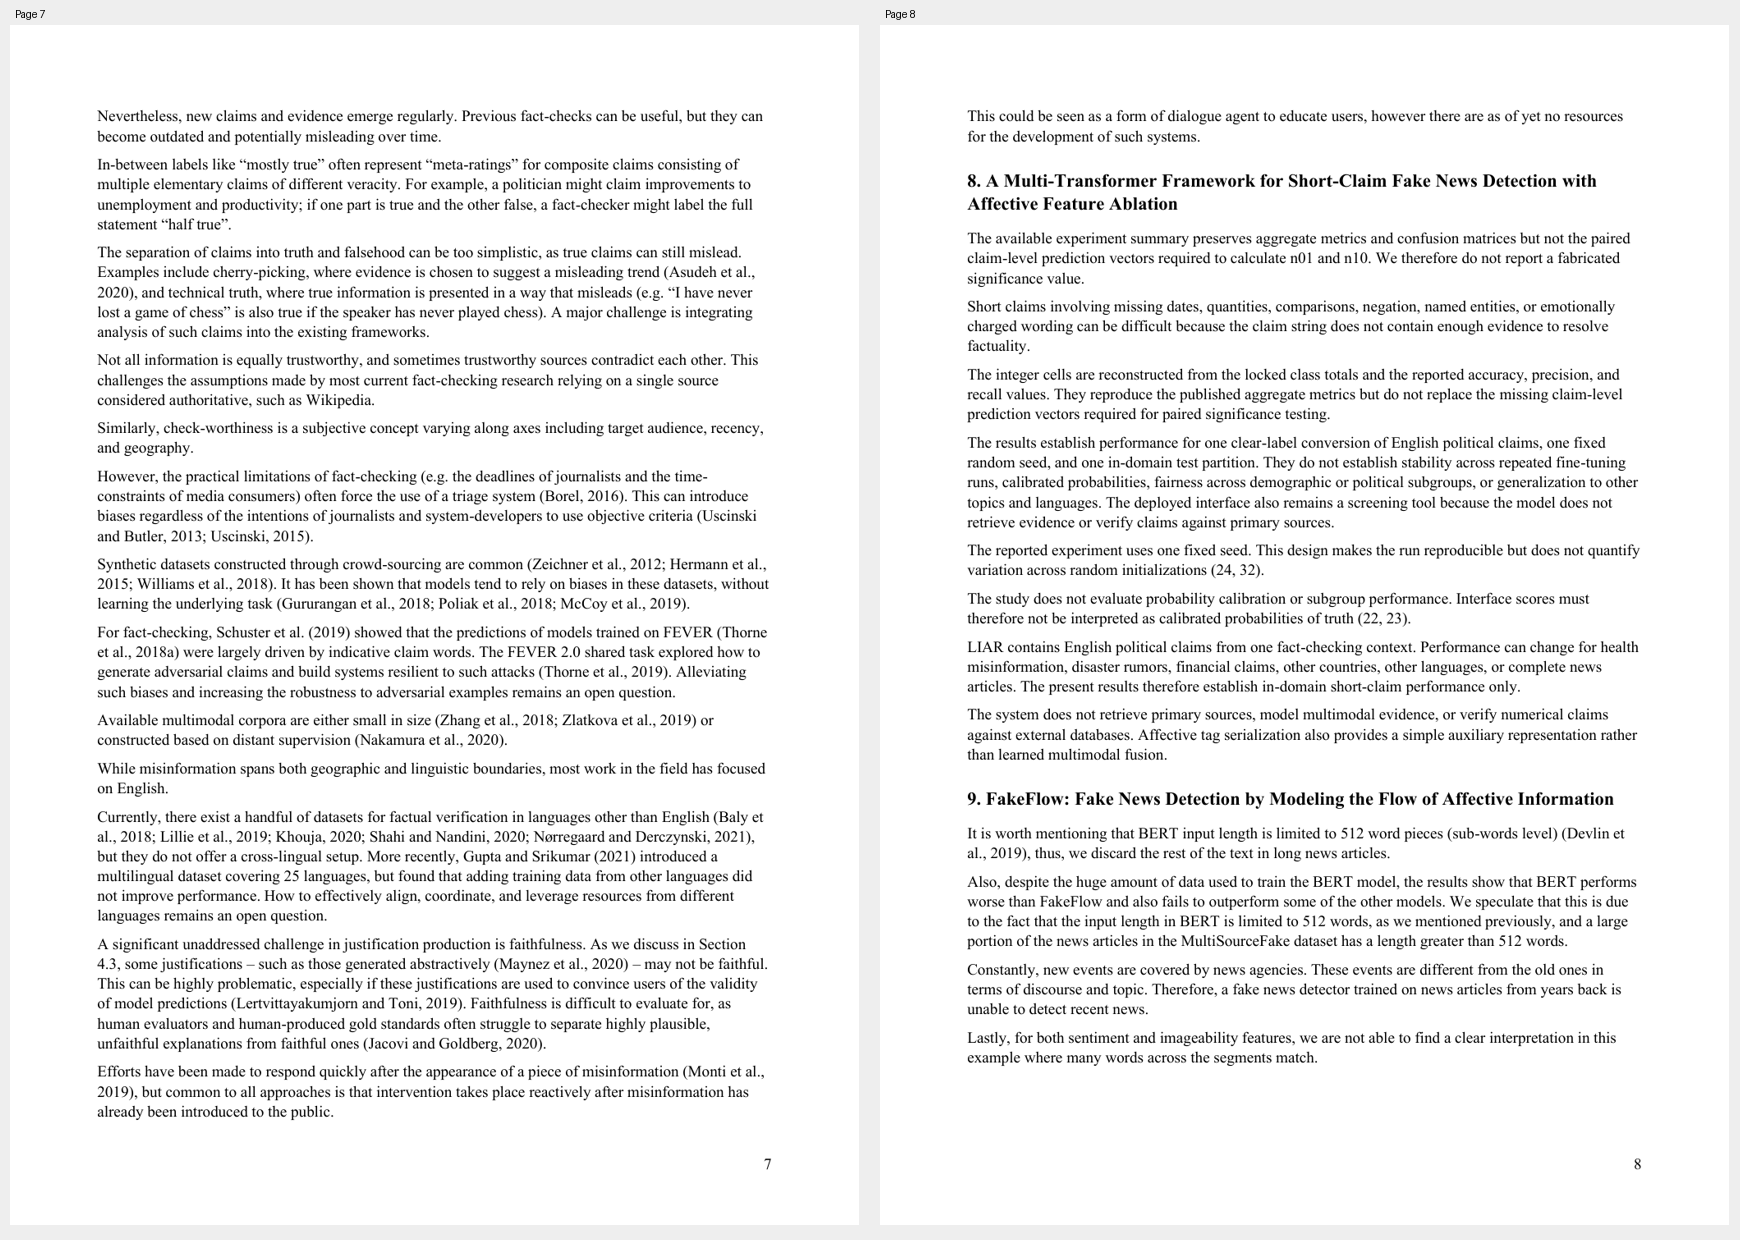 Page 7
Nevertheless, new claims and evidence emerge regularly. Previous fact-checks can be useful, but they can
become outdated and potentially misleading over time.
In-between labels like “mostly true” often represent “meta-ratings” for composite claims consisting of
multiple elementary claims of different veracity. For example, a politician might claim improvements to
unemployment and productivity; if one part is true and the other false, a fact-checker might label the full
statement “half true”.
The separation of claims into truth and falsehood can be too simplistic, as true claims can still mislead.
Examples include cherry-picking, where evidence is chosen to suggest a misleading trend (Asudeh et al.,
2020), and technical truth, where true information is presented in a way that misleads (e.g. “I have never
lost a game of chess” is also true if the speaker has never played chess). A major challenge is integrating
analysis of such claims into the existing frameworks.
Not all information is equally trustworthy, and sometimes trustworthy sources contradict each other. This
challenges the assumptions made by most current fact-checking research relying on a single source
considered authoritative, such as Wikipedia.
Similarly, check-worthiness is a subjective concept varying along axes including target audience, recency,
and geography.
However, the practical limitations of fact-checking (e.g. the deadlines of journalists and the time-
constraints of media consumers) often force the use of a triage system (Borel, 2016). This can introduce
biases regardless of the intentions of journalists and system-developers to use objective criteria (Uscinski
and Butler, 2013; Uscinski, 2015).
Synthetic datasets constructed through crowd-sourcing are common (Zeichner et al., 2012; Hermann et al.,
2015; Williams et al., 2018). It has been shown that models tend to rely on biases in these datasets, without
learning the underlying task (Gururangan et al., 2018; Poliak et al., 2018; McCoy et al., 2019).
For fact-checking, Schuster et al. (2019) showed that the predictions of models trained on FEVER (Thorne
et al., 2018a) were largely driven by indicative claim words. The FEVER 2.0 shared task explored how to
generate adversarial claims and build systems resilient to such attacks (Thorne et al., 2019). Alleviating
such biases and increasing the robustness to adversarial examples remains an open question.
Available multimodal corpora are either small in size (Zhang et al., 2018; Zlatkova et al., 2019) or
constructed based on distant supervision (Nakamura et al., 2020).
While misinformation spans both geographic and linguistic boundaries, most work in the field has focused
on English.
Currently, there exist a handful of datasets for factual verification in languages other than English (Baly et
al., 2018; Lillie et al., 2019; Khouja, 2020; Shahi and Nandini, 2020; Nørregaard and Derczynski, 2021),
but they do not offer a cross-lingual setup. More recently, Gupta and Srikumar (2021) introduced a
multilingual dataset covering 25 languages, but found that adding training data from other languages did
not improve performance. How to effectively align, coordinate, and leverage resources from different
languages remains an open question.
A significant unaddressed challenge in justification production is faithfulness. As we discuss in Section
4.3, some justifications – such as those generated abstractively (Maynez et al., 2020) – may not be faithful.
This can be highly problematic, especially if these justifications are used to convince users of the validity
of model predictions (Lertvittayakumjorn and Toni, 2019). Faithfulness is difficult to evaluate for, as
human evaluators and human-produced gold standards often struggle to separate highly plausible,
unfaithful explanations from faithful ones (Jacovi and Goldberg, 2020).
Efforts have been made to respond quickly after the appearance of a piece of misinformation (Monti et al.,
2019), but common to all approaches is that intervention takes place reactively after misinformation has
already been introduced to the public.
7
Page 8
This could be seen as a form of dialogue agent to educate users, however there are as of yet no resources
for the development of such systems.
8. A Multi-Transformer Framework for Short-Claim Fake News Detection with
Affective Feature Ablation
The available experiment summary preserves aggregate metrics and confusion matrices but not the paired
claim-level prediction vectors required to calculate n01 and n10. We therefore do not report a fabricated
significance value.
Short claims involving missing dates, quantities, comparisons, negation, named entities, or emotionally
charged wording can be difficult because the claim string does not contain enough evidence to resolve
factuality.
The integer cells are reconstructed from the locked class totals and the reported accuracy, precision, and
recall values. They reproduce the published aggregate metrics but do not replace the missing claim-level
prediction vectors required for paired significance testing.
The results establish performance for one clear-label conversion of English political claims, one fixed
random seed, and one in-domain test partition. They do not establish stability across repeated fine-tuning
runs, calibrated probabilities, fairness across demographic or political subgroups, or generalization to other
topics and languages. The deployed interface also remains a screening tool because the model does not
retrieve evidence or verify claims against primary sources.
The reported experiment uses one fixed seed. This design makes the run reproducible but does not quantify
variation across random initializations (24, 32).
The study does not evaluate probability calibration or subgroup performance. Interface scores must
therefore not be interpreted as calibrated probabilities of truth (22, 23).
LIAR contains English political claims from one fact-checking context. Performance can change for health
misinformation, disaster rumors, financial claims, other countries, other languages, or complete news
articles. The present results therefore establish in-domain short-claim performance only.
The system does not retrieve primary sources, model multimodal evidence, or verify numerical claims
against external databases. Affective tag serialization also provides a simple auxiliary representation rather
than learned multimodal fusion.
9. FakeFlow: Fake News Detection by Modeling the Flow of Affective Information
It is worth mentioning that BERT input length is limited to 512 word pieces (sub-words level) (Devlin et
al., 2019), thus, we discard the rest of the text in long news articles.
Also, despite the huge amount of data used to train the BERT model, the results show that BERT performs
worse than FakeFlow and also fails to outperform some of the other models. We speculate that this is due
to the fact that the input length in BERT is limited to 512 words, as we mentioned previously, and a large
portion of the news articles in the MultiSourceFake dataset has a length greater than 512 words.
Constantly, new events are covered by news agencies. These events are different from the old ones in
terms of discourse and topic. Therefore, a fake news detector trained on news articles from years back is
unable to detect recent news.
Lastly, for both sentiment and imageability features, we are not able to find a clear interpretation in this
example where many words across the segments match.
8